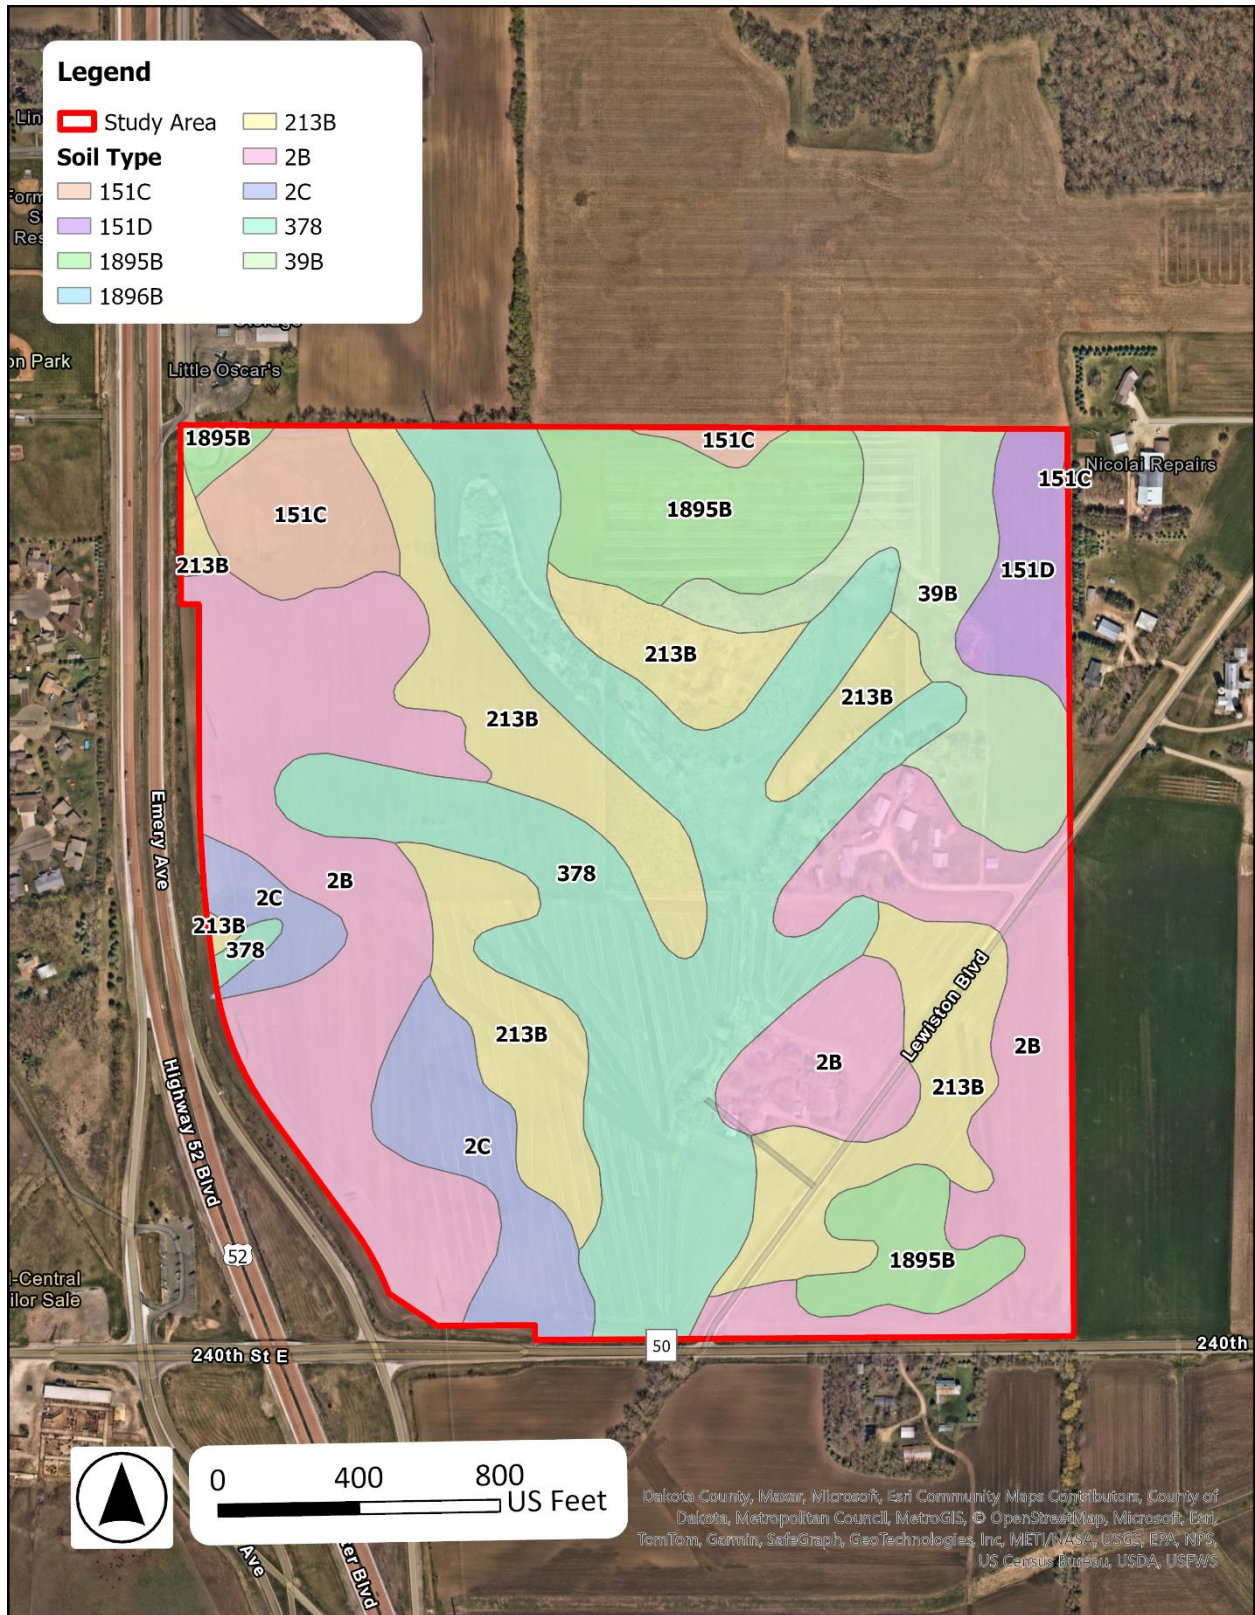 Legend
Study Area
Soil Type
151C
151D
1895B
1896B
213B
2B
2C
378
39B
on Park
Little Oscar's
Nicolai Repairs
1895B
151C
151C
151C
1895B
213B
151D
39B
213B
213B
213B
Emery Ave
378
2B
2C
213B
378
Lewiston Blvd
213B
2B
2B
213B
Highway 52 Blvd
2C
52
1895B
l-Central
ilor Sale
240th St E
50
240th
0 400 800
US Feet
Ave
ter Blvd
Dakota County, Maxar, Microsoft, Esri Community Maps Contributors, County of
Dakota, Metropolitan Council, MetroGIS, © OpenStreetMap, Microsoft, Esri,
TomTom, Garmin, SafeGraph, GeoTechnologies, Inc, METI/NASA, USGS, EPA, NPS,
US Census Bureau, USDA, USFWS